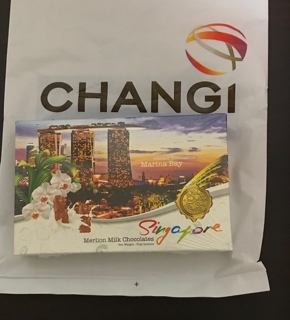 CHANGI
Marina Bay
Singapore
Merlion Milk Chocolates